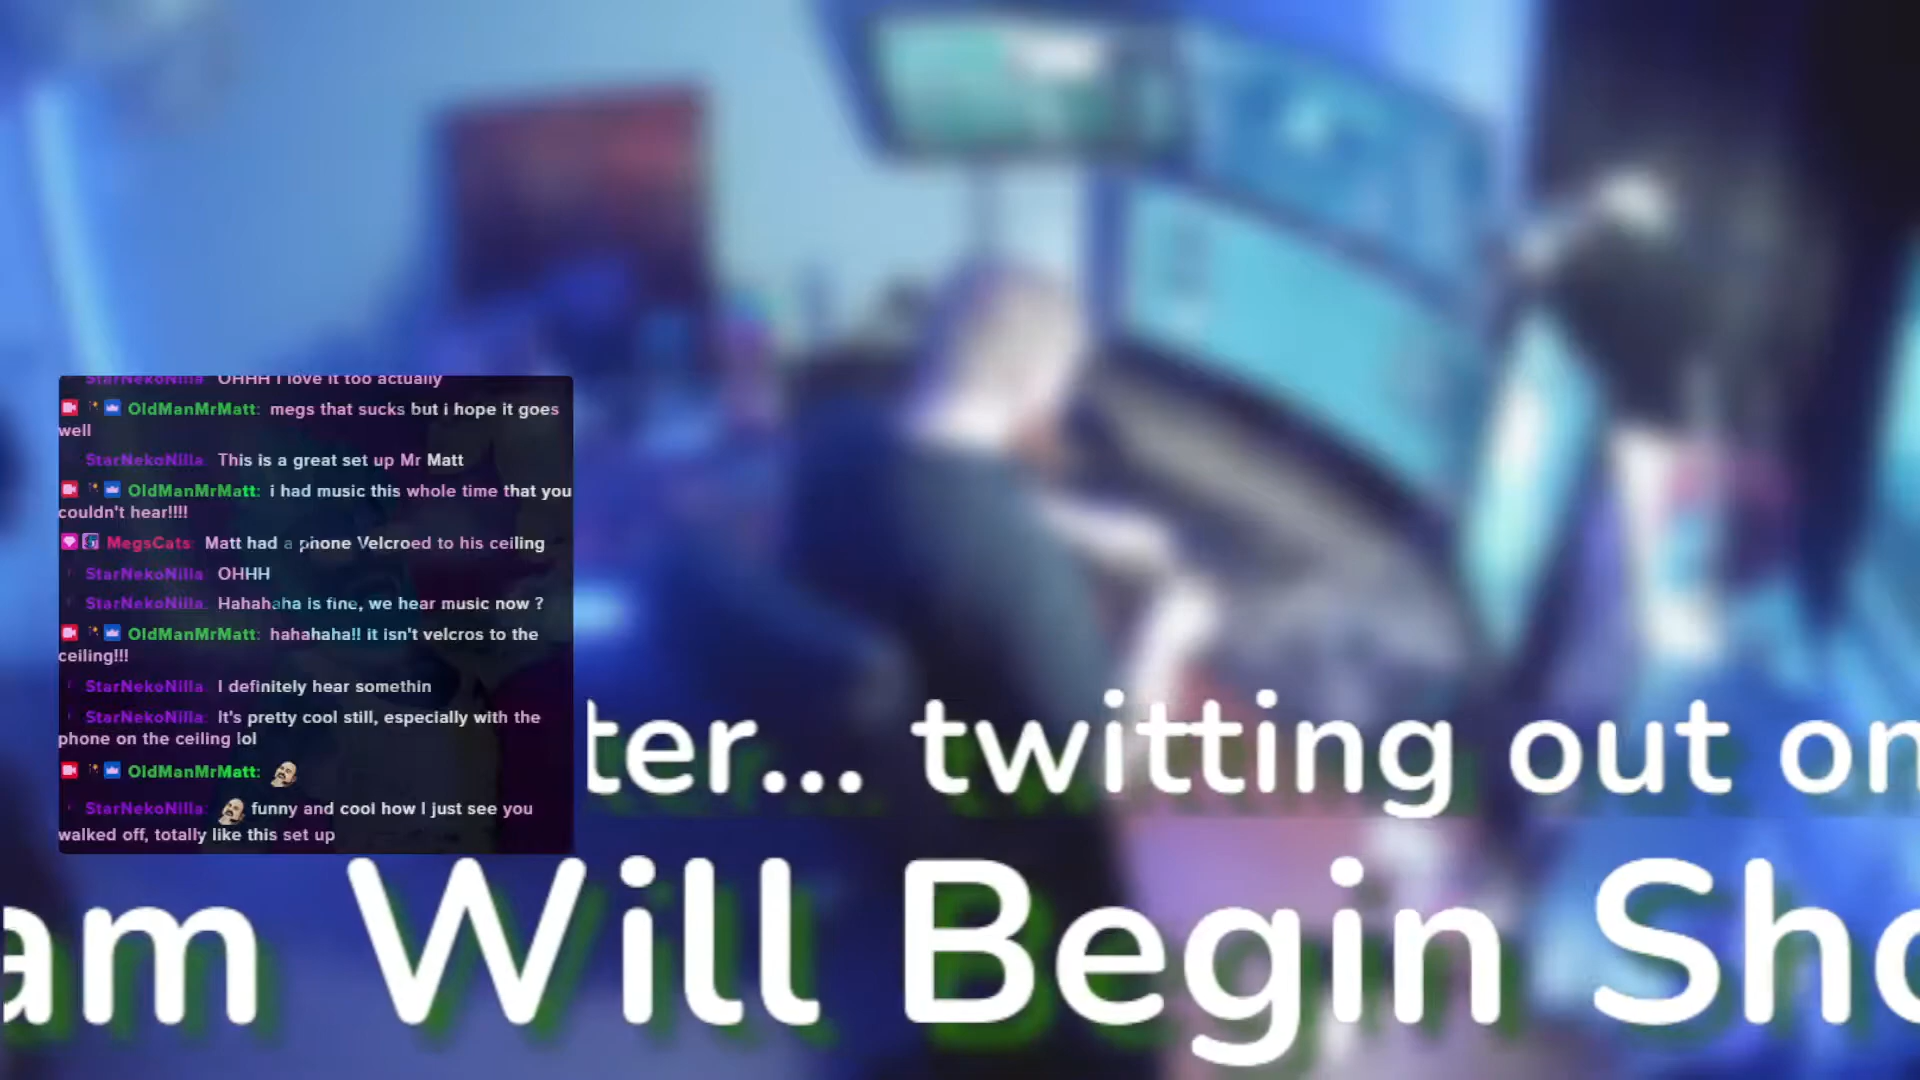 StarNekoNilla: OHHH I love it too actually
OldManMrMatt: megs that sucks but i hope it goes
well
StarNekoNilla: This is a great set up Mr Matt
OldManMrMatt: i had music this whole time that you
couldn't hear!!!!
MegsCats: Matt had a phone Velcroed to his ceiling
StarNekoNilla: OHHH
StarNekoNilla: Hahahaha is fine, we hear music now ?
OldManMrMatt: hahahaha!! it isn't velcros to the
ceiling!!!
StarNekoNilla: I definitely hear somethin
StarNekoNilla: It's pretty cool still, especially with the
phone on the ceiling lol
OldManMrMatt:
StarNekoNilla: funny and cool how I just see you
walked off, totally like this set up
ter... twitting out on
am Will Begin Sho